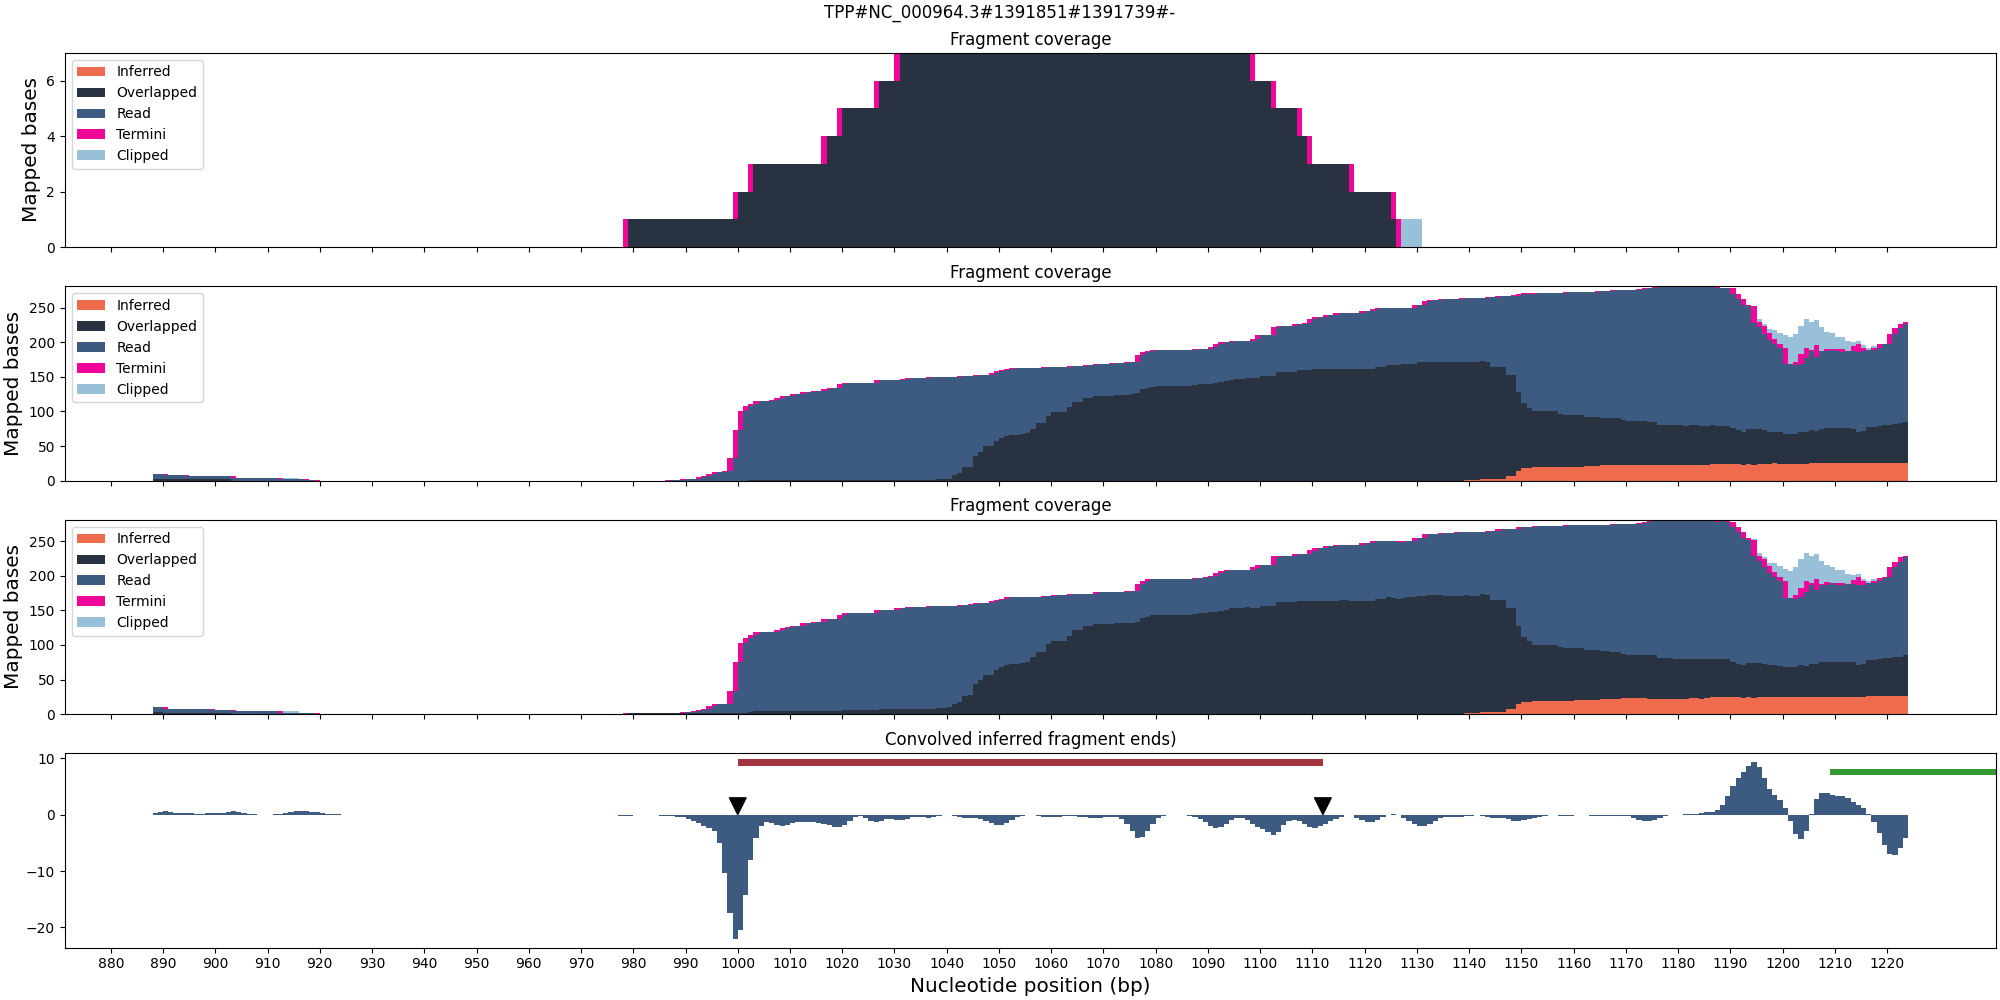 TPP#NC_000964.3#1391851#1391739#-
Fragment coverage
Mapped bases
6
4
2
0
Inferred
Overlapped
Read
Termini
Clipped
Fragment coverage
Mapped bases
250
200
150
100
50
0
Inferred
Overlapped
Read
Termini
Clipped
Fragment coverage
Mapped bases
250
200
150
100
50
0
Inferred
Overlapped
Read
Termini
Clipped
Convolved inferred fragment ends)
10
0
−10
−20
880 890 900 910 920 930 940 950 960 970 980 990 1000 1010 1020 1030 1040 1050 1060 1070 1080 1090 1100 1110 1120 1130 1140 1150 1160 1170 1180 1190 1200 1210 1220
Nucleotide position (bp)